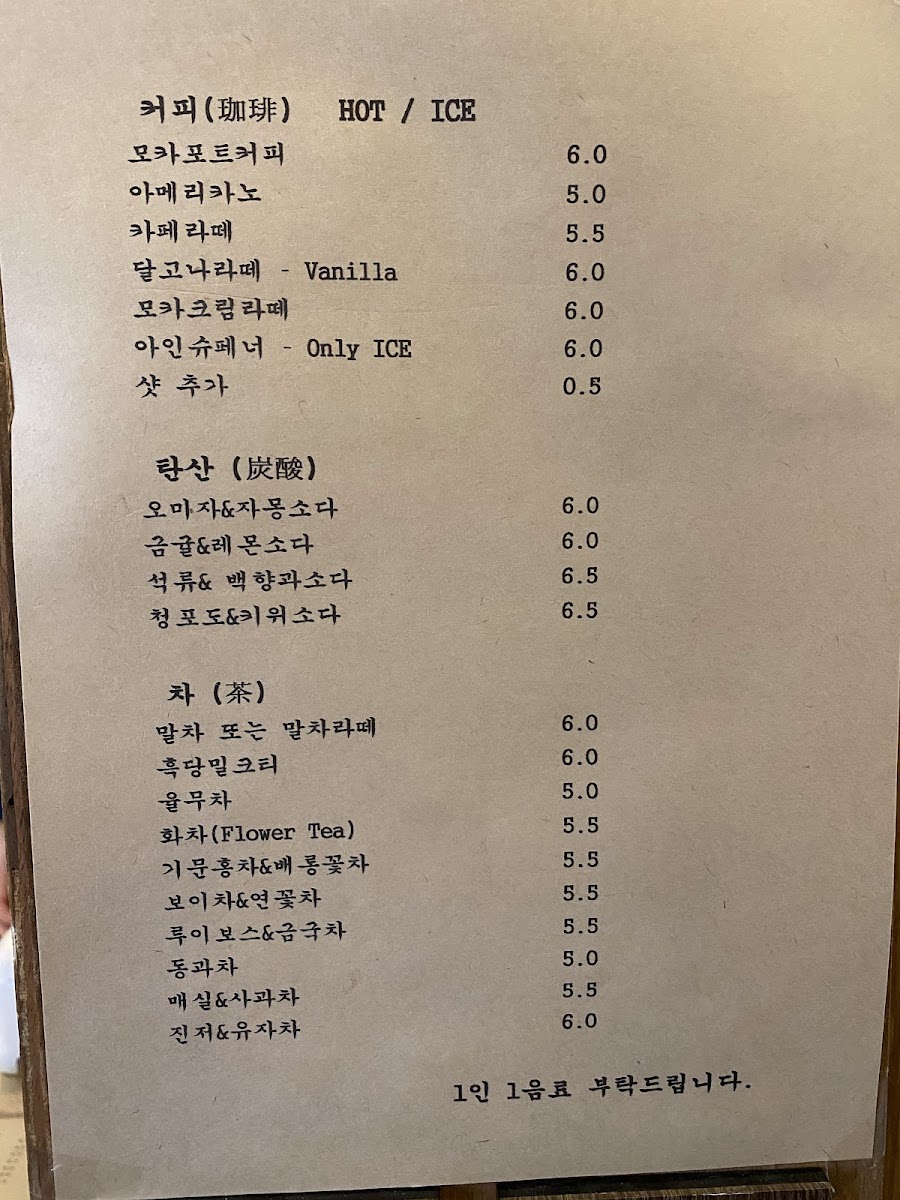 커피(珈琲) HOT / ICE
모카포트커피 6.0
아메리카노 5.0
카페라떼 5.5
달고나라떼 - Vanilla 6.0
모카크림라떼 6.0
아인슈페너 - Only ICE 6.0
샷 추가 0.5
탄산 (炭酸)
오미자&자몽소다 6.0
금귤&레몬소다 6.0
석류& 백향과소다 6.5
청포도&키위소다 6.5
차 (茶)
말차 또는 말차라떼 6.0
흑당밀크티 6.0
율무차 5.0
화차(Flower Tea) 5.5
기문홍차&배롱꽃차 5.5
보이차&연꽃차 5.5
루이보스&금국차 5.5
동과차 5.0
매실&사과차 5.5
진저&유자차 6.0
1인 1음료 부탁드립니다.